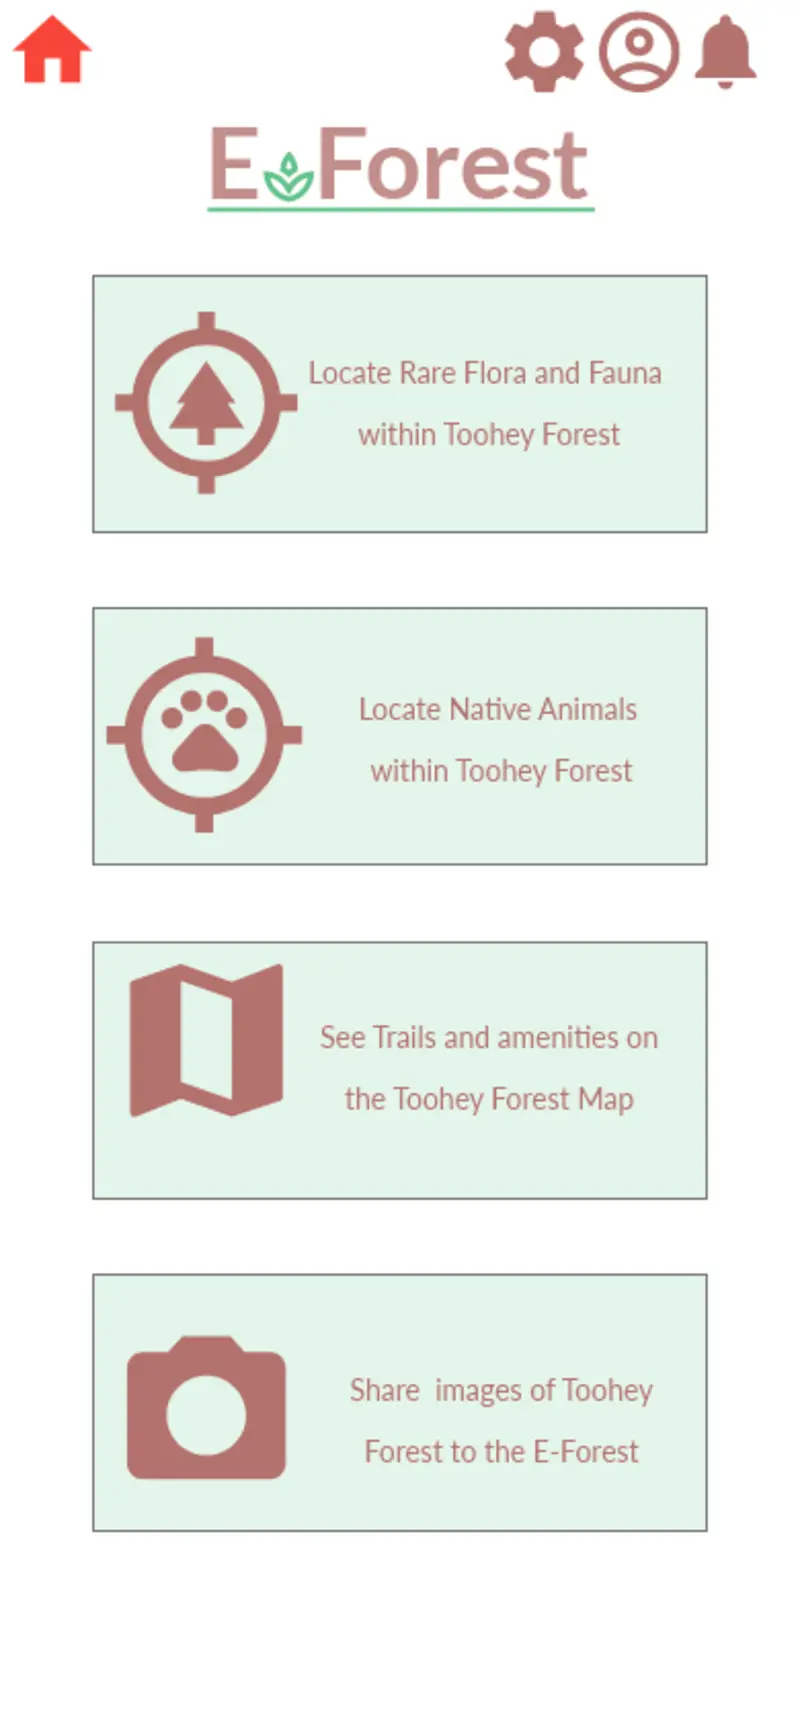 E Forest
Locate Rare Flora and Fauna
within Toohey Forest
Locate Native Animals
within Toohey Forest
See Trails and amenities on
the Toohey Forest Map
Share  images of Toohey
Forest to the E-Forest